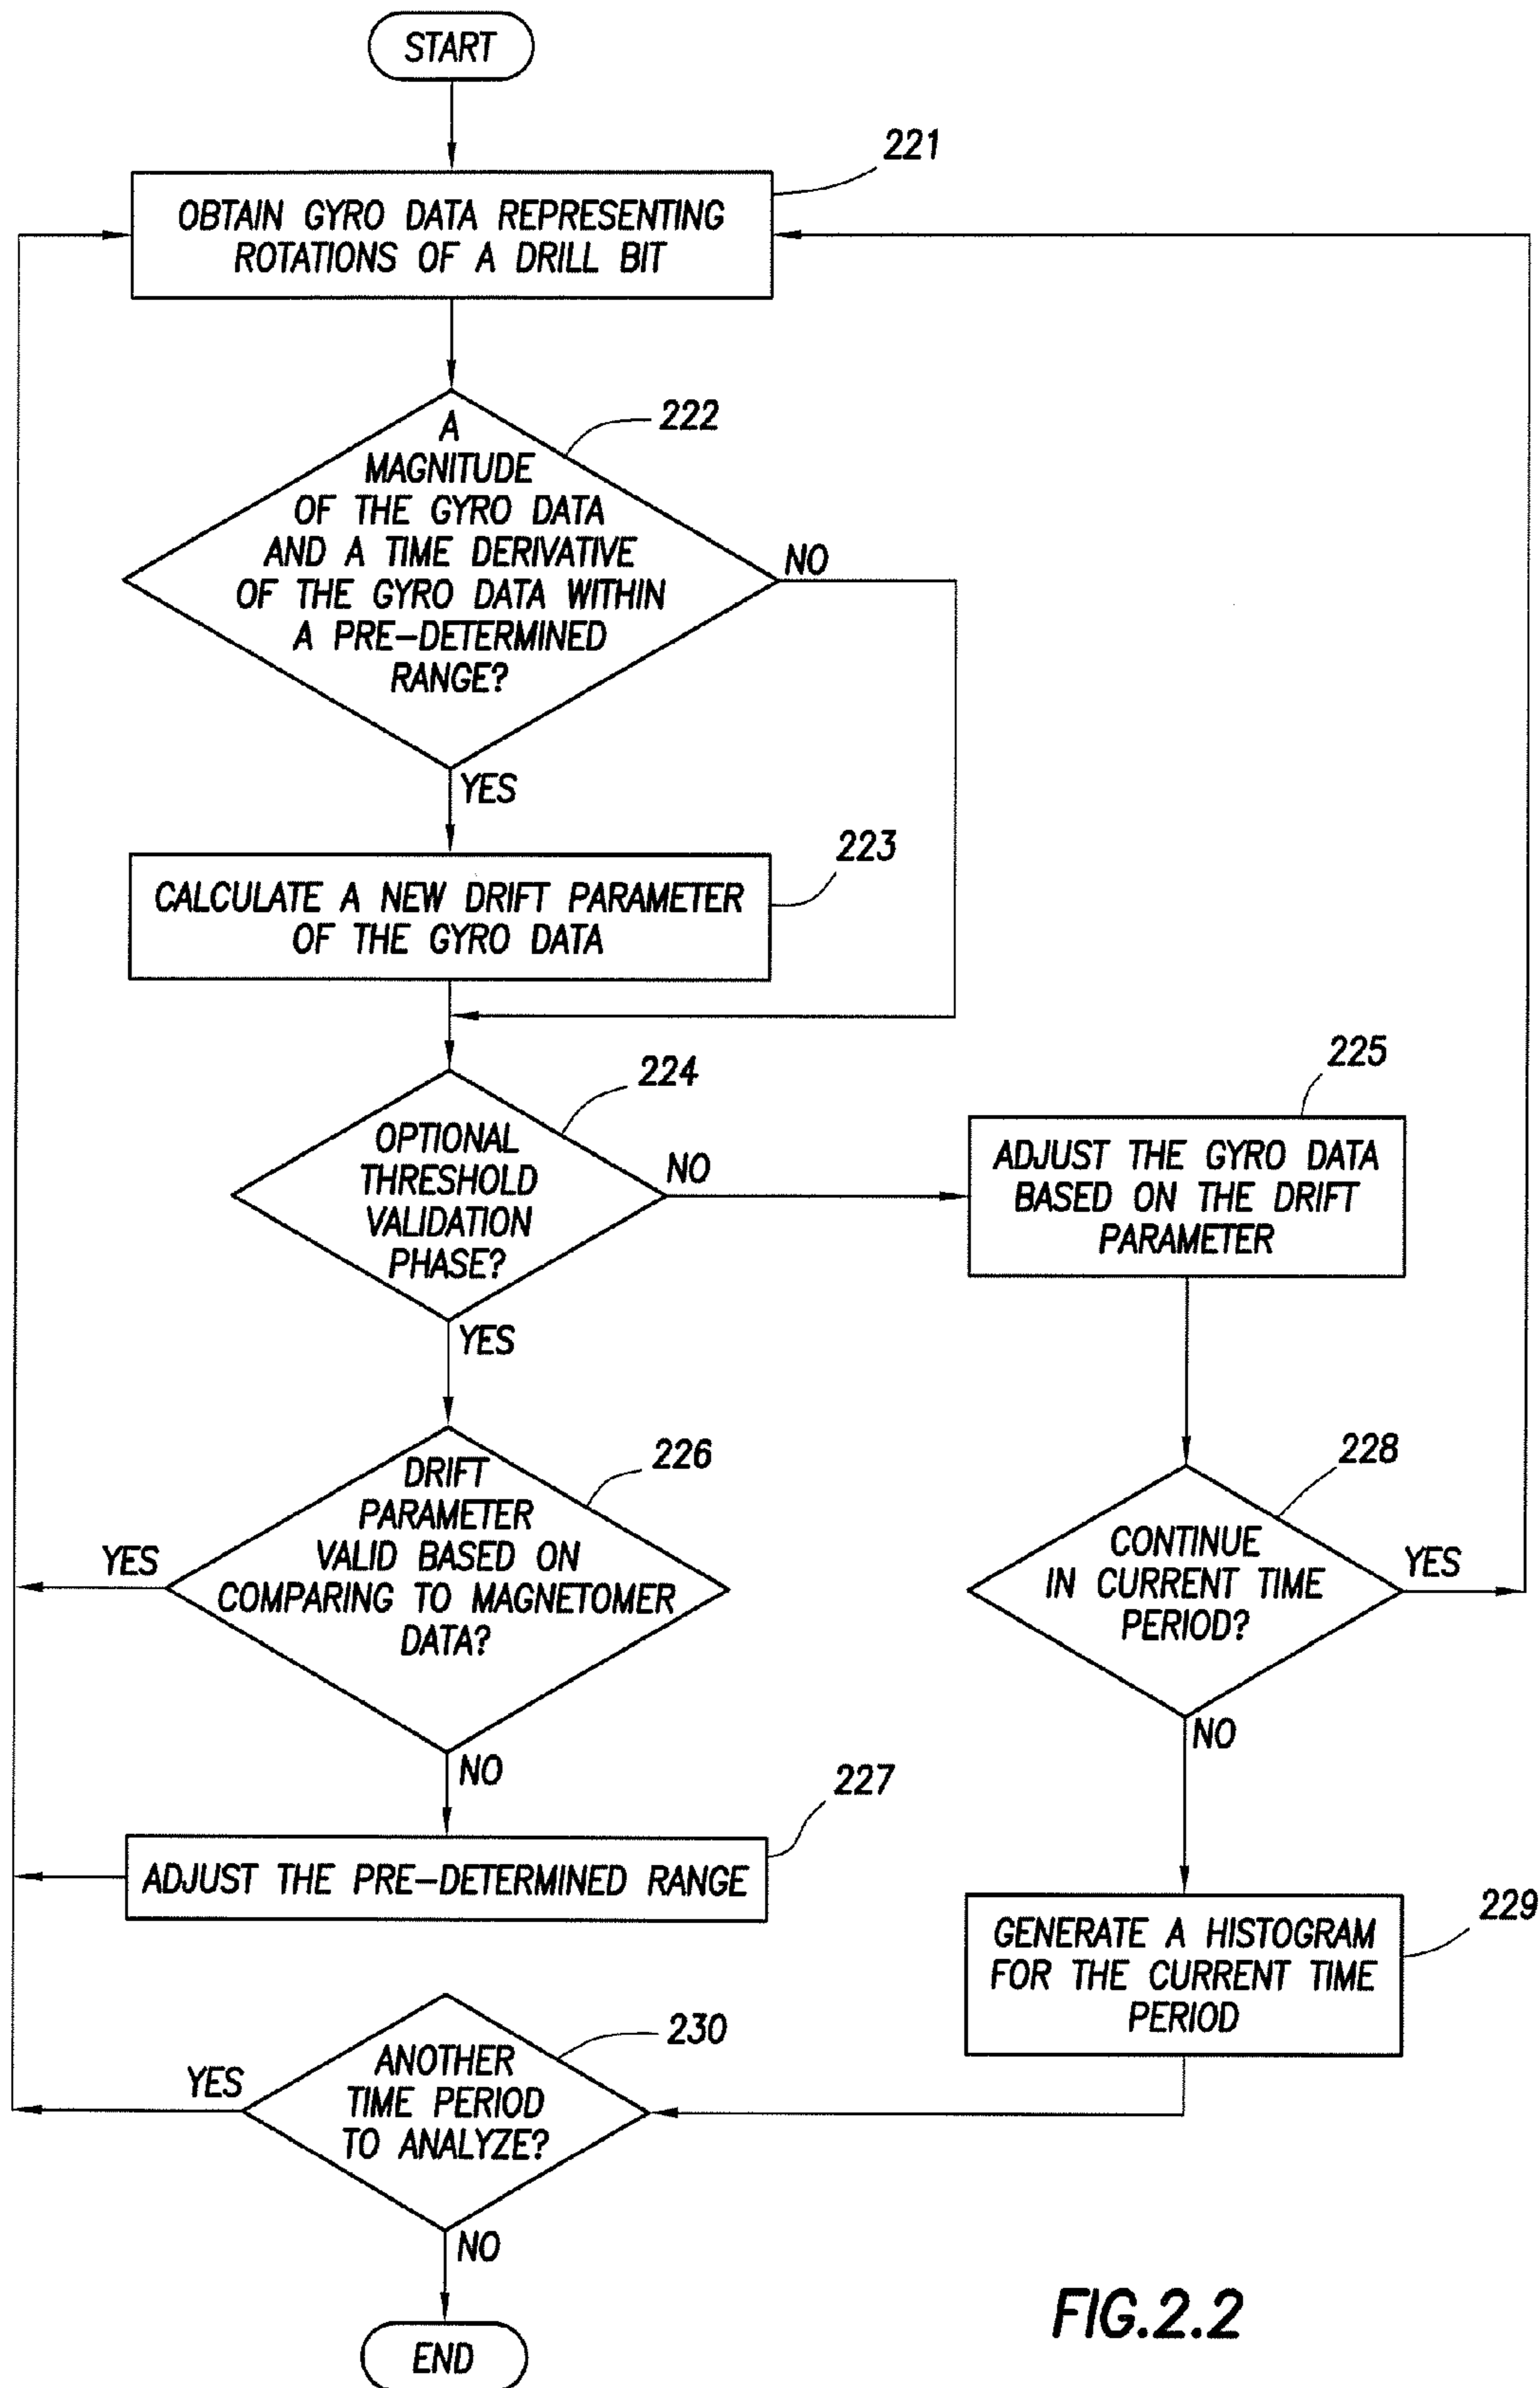 START
221
OBTAIN GYRO DATA REPRESENTING
ROTATIONS OF A DRILL BIT
222
A
MAGNITUDE
OF THE GYRO DATA
AND A TIME DERIVATIVE
OF THE GYRO DATA WITHIN
A PRE-DETERMINED
RANGE?
NO
YES
223
CALCULATE A NEW DRIFT PARAMETER
OF THE GYRO DATA
224
OPTIONAL
THRESHOLD
VALIDATION
PHASE?
NO
YES
225
ADJUST THE GYRO DATA
BASED ON THE DRIFT
PARAMETER
226
DRIFT
PARAMETER
VALID BASED ON
COMPARING TO MAGNETOMER
DATA?
YES
NO
228
CONTINUE
IN CURRENT TIME
PERIOD?
YES
NO
227
ADJUST THE PRE-DETERMINED RANGE
229
GENERATE A HISTOGRAM
FOR THE CURRENT TIME
PERIOD
230
ANOTHER
TIME PERIOD
TO ANALYZE?
YES
NO
END
FIG.2.2